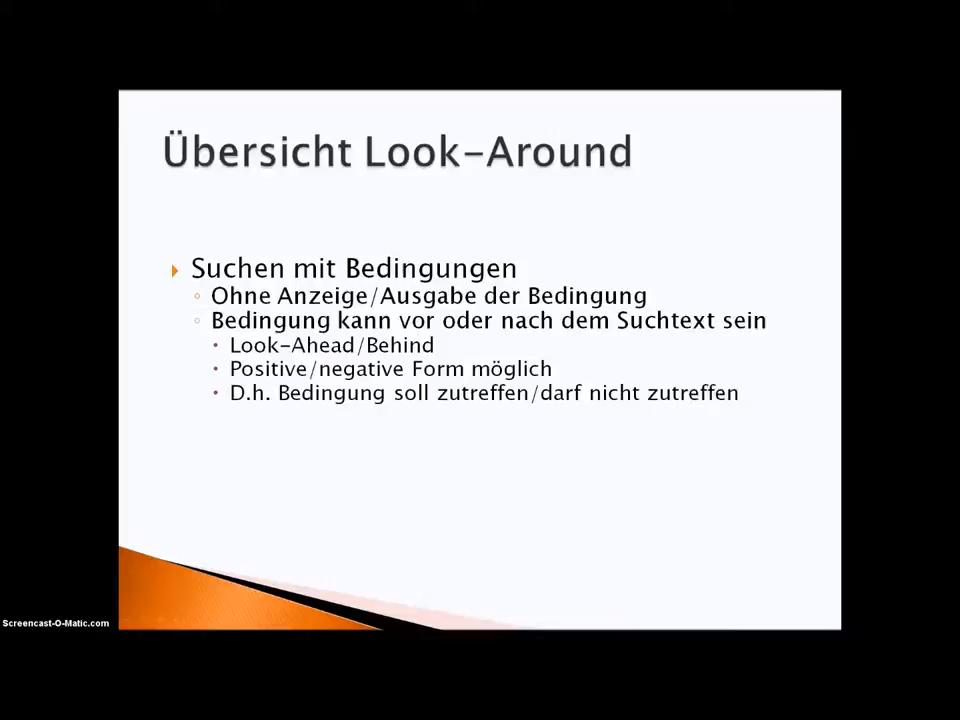 Übersicht Look-Around
Suchen mit Bedingungen
Ohne Anzeige/Ausgabe der Bedingung
Bedingung kann vor oder nach dem Suchtext sein
Look-Ahead/Behind
Positive/negative Form möglich
D.h. Bedingung soll zutreffen/darf nicht zutreffen
Screencast-O-Matic.com